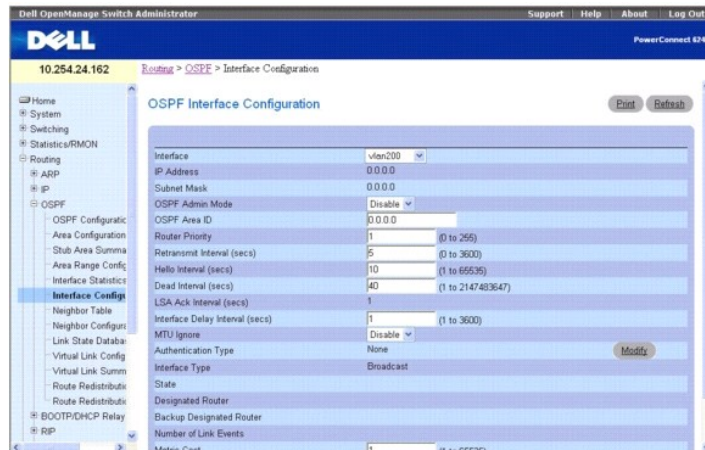 Dell OpenManage Switch Administrator
Support Help About Log Out
DELL
PowerConnect 624
10.254.24.162
Routing > OSPF > Interface Configuration
Home
System
Switching
Statistics/RMON
Routing
ARP
IP
OSPF
OSPF Configuratic
Area Configuration
Stub Area Summa
Area Range Config
Interface Statistics
Interface Configu
Neighbor Table
Neighbor Configura
Link State Databas
Virtual Link Config
Virtual Link Summ
Route Redistributic
Route Redistributic
BOOTP/DHCP Relay
RIP
OSPF Interface Configuration
Print Refresh
Interface vlan200
IP Address 0.0.0.0
Subnet Mask 0.0.0.0
OSPF Admin Mode Disable
OSPF Area ID 0.0.0.0
Router Priority 1 (0 to 255)
Retransmit Interval (secs) 5 (0 to 3600)
Hello Interval (secs) 10 (1 to 65535)
Dead Interval (secs) 40 (1 to 2147483647)
LSA Ack Interval (secs) 1
Interface Delay Interval (secs) 1 (1 to 3600)
MTU Ignore Disable
Authentication Type None Modify
Interface Type Broadcast
State
Designated Router
Backup Designated Router
Number of Link Events
Metric Cost 1 (1 to 65535)